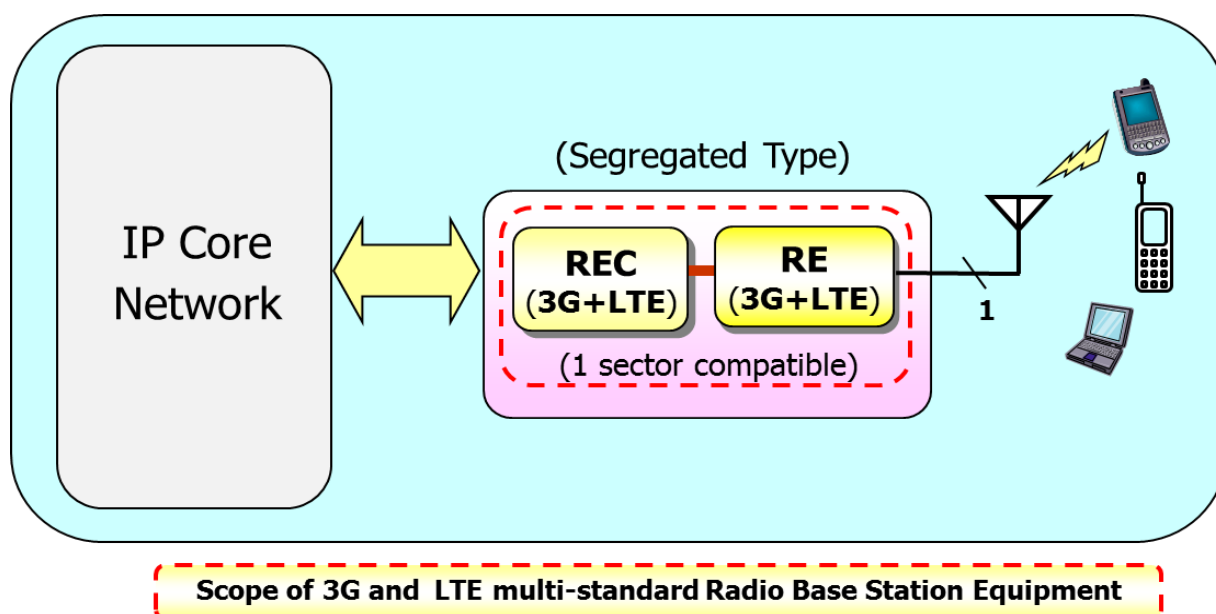 (Segregated Type)
IP Core
Network
REC
(3G+LTE)
RE
(3G+LTE)
1
(1 sector compatible)
Scope of 3G and LTE multi-standard Radio Base Station Equipment